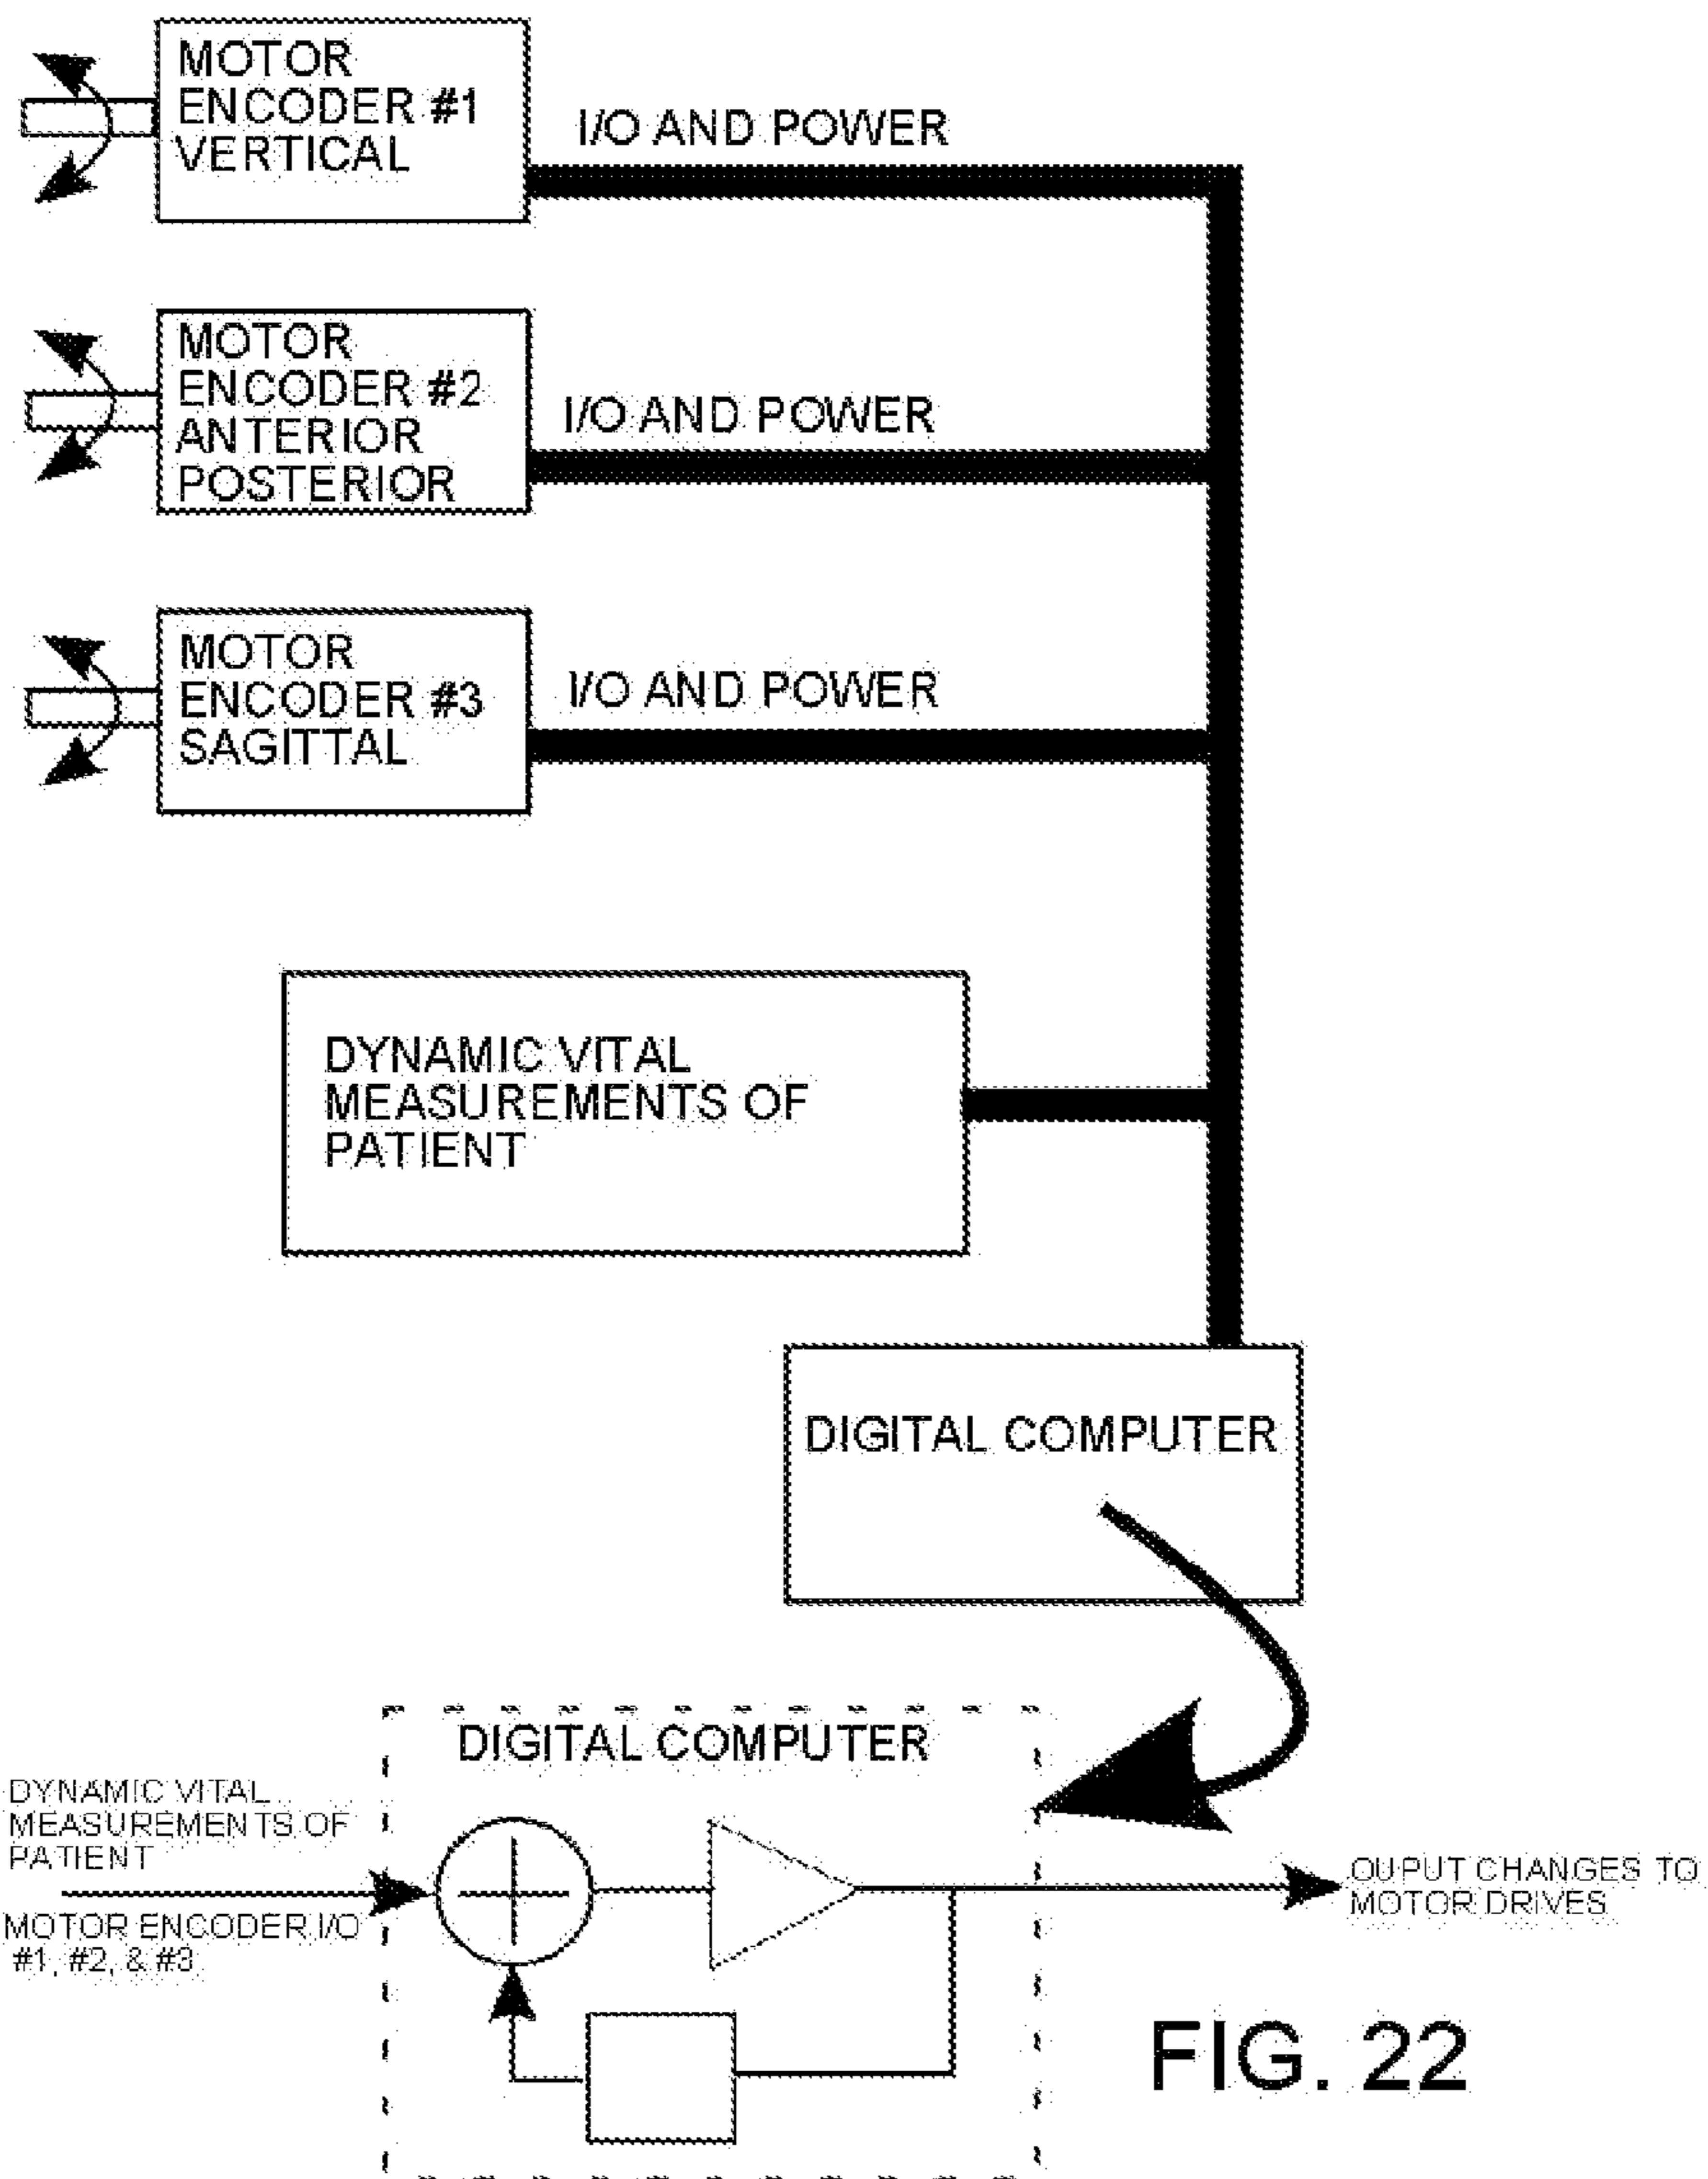 MOTOR
ENCODER #1
VERTICAL
I/O AND POWER
MOTOR
ENCODER #2
ANTERIOR
POSTERIOR
I/O AND POWER
MOTOR
ENCODER #3
SAGITTAL
I/O AND POWER
DYNAMIC VITAL
MEASUREMENTS OF
PATIENT
DIGITAL COMPUTER
DIGITAL COMPUTER
DYNAMIC VITAL
MEASUREMENTS OF
PATIENT
MOTOR ENCODER I/O
#1, #2, & #3
OUPUT CHANGES TO
MOTOR DRIVES
FIG. 22